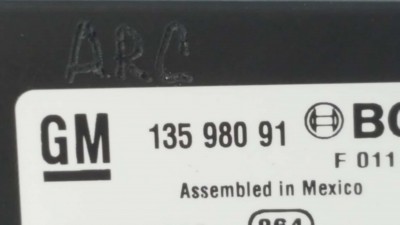 ARC
GM 135 980 91 BO
F 011
Assembled in Mexico